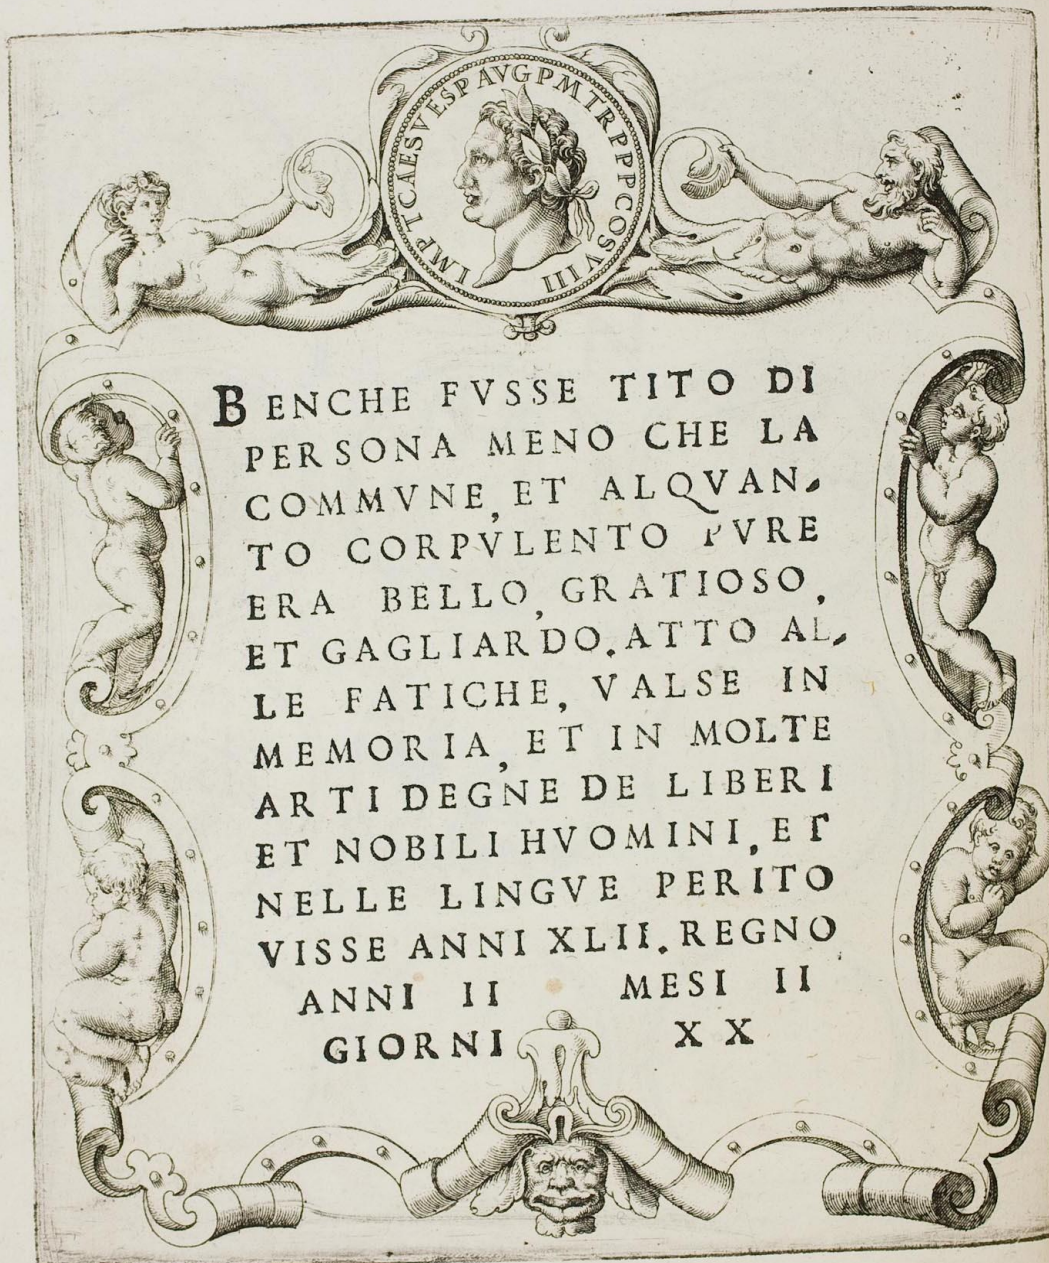 I.MP T CAES VESP AVG P M TR P P P COS VIII
BENCHE FVSSE TITO DI
PERSONA MENO CHE LA
COMMVNE, ET ALQVAN-
TO CORPVLENTO PVRE
ERA BELLO, GRATIOSO,
ET GAGLIARDO. ATTO AL-
LE FATICHE, VALSE IN
MEMORIA, ET IN MOLTE
ARTI DEGNE DE LIBERI
ET NOBILI HVOMINI, ET
NELLE LINGVE PERITO
VISSE ANNI XLII. REGNO
ANNI II MESI II
GIORNI XX